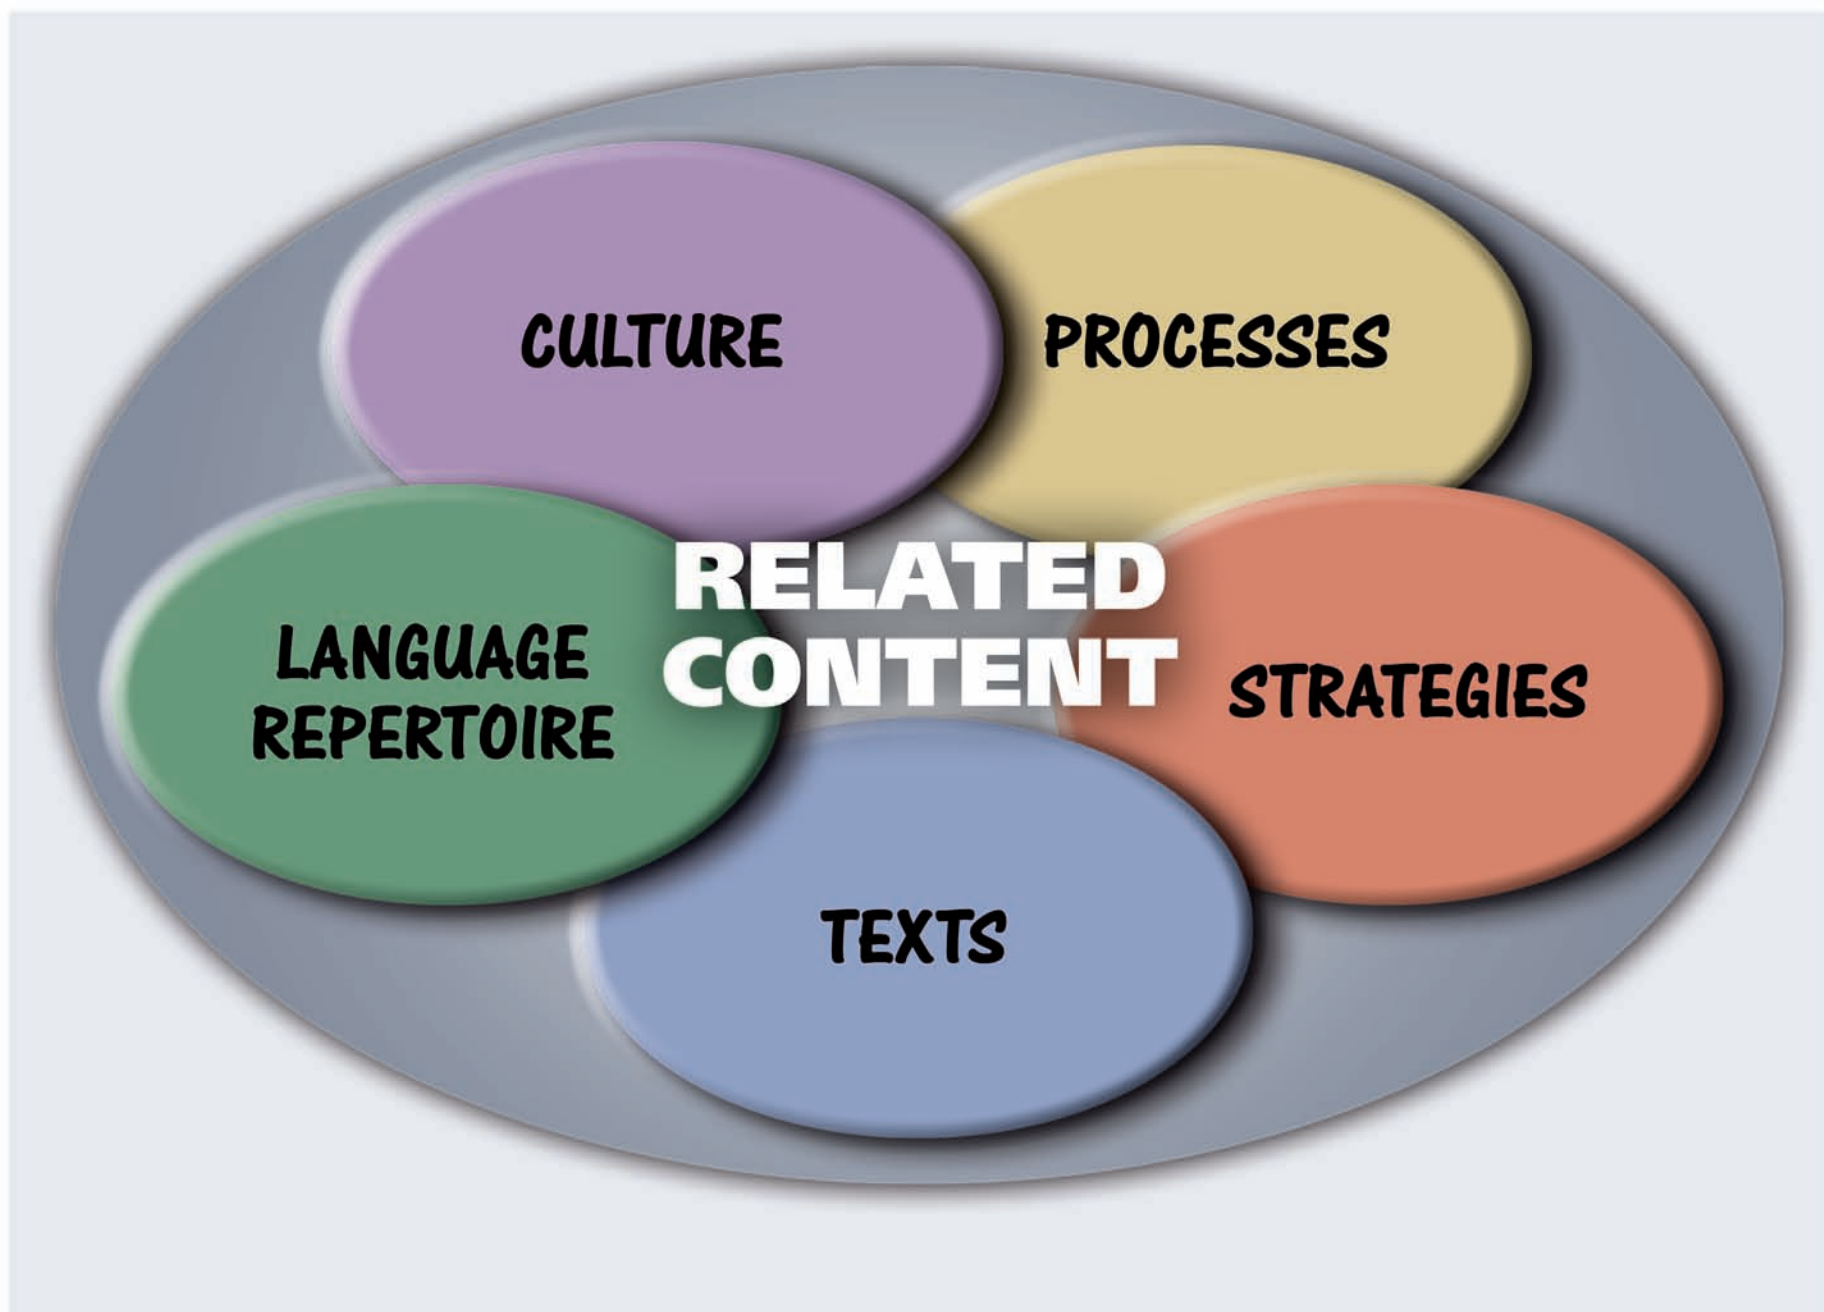 CULTURE
PROCESSES
RELATED
CONTENT
LANGUAGE
REPERTOIRE
STRATEGIES
TEXTS